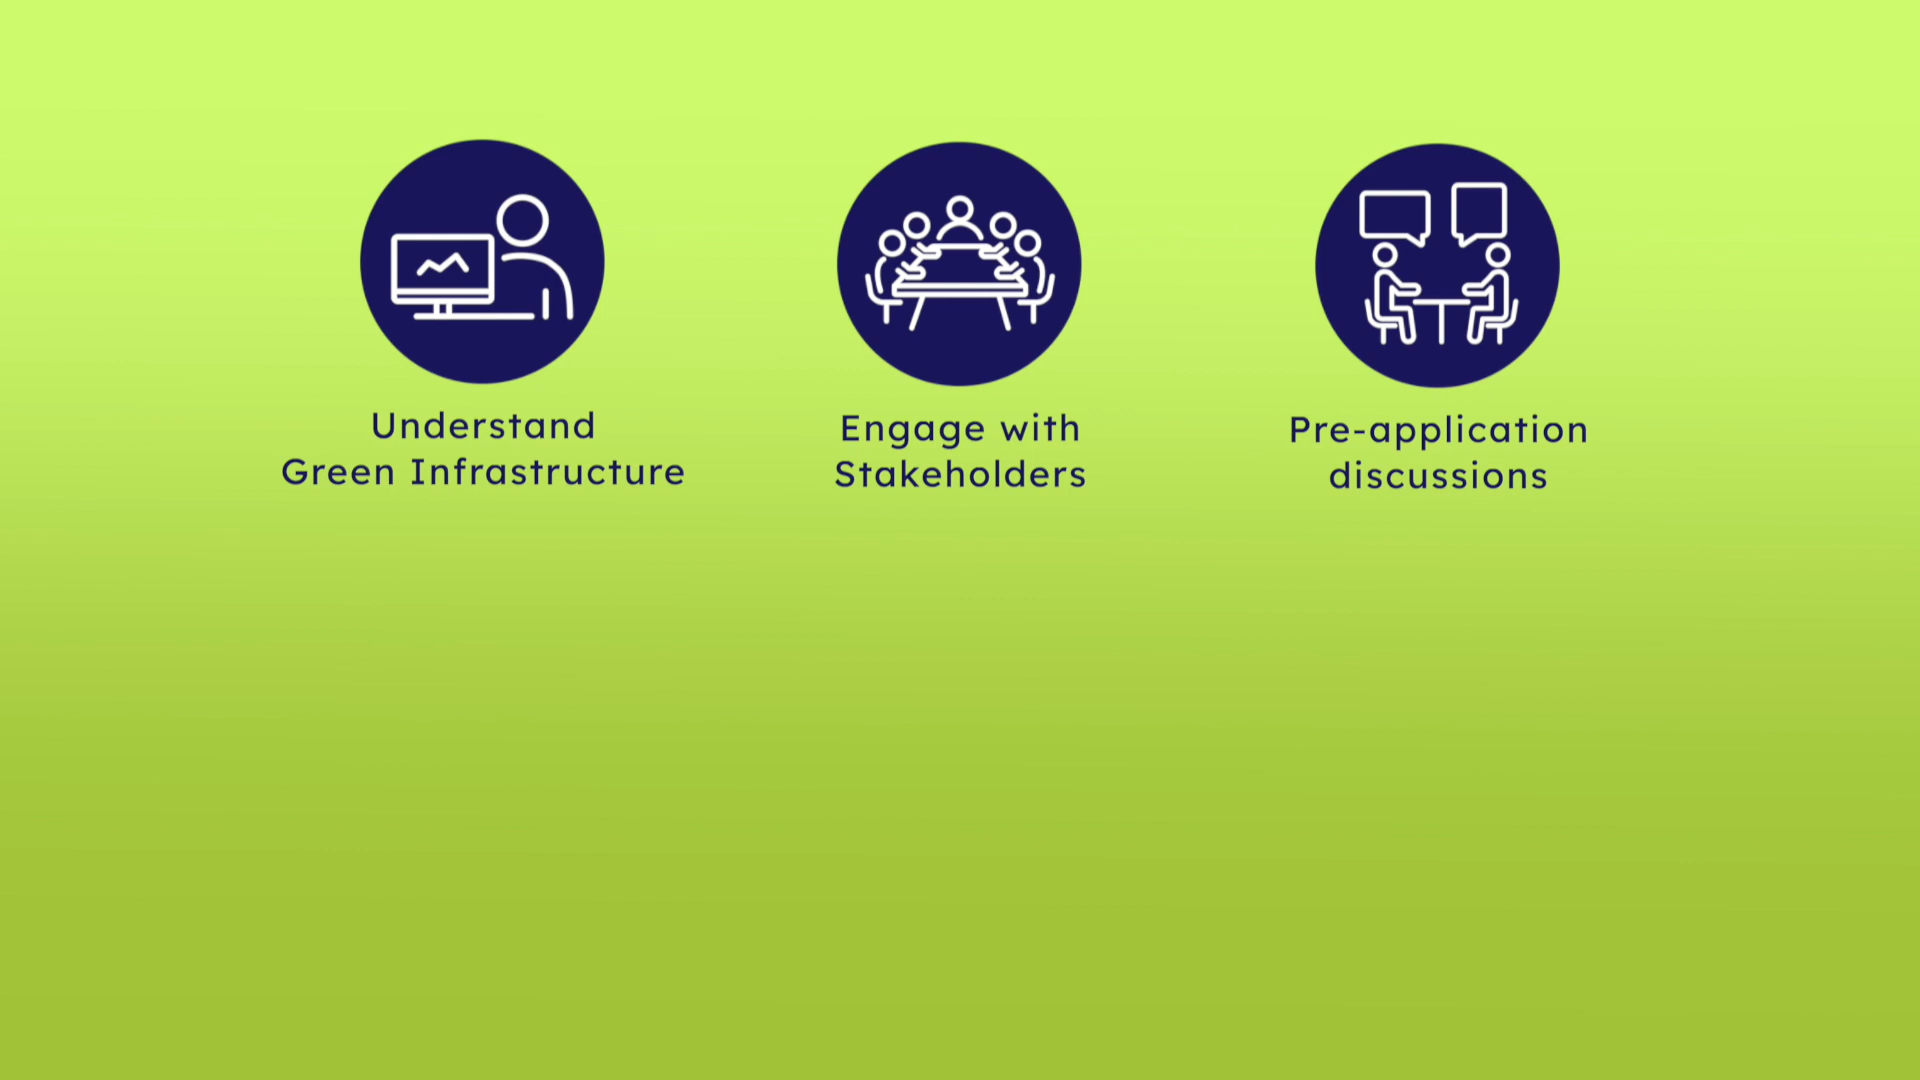 Understand
Green Infrastructure
Engage with
Stakeholders
Pre-application
discussions